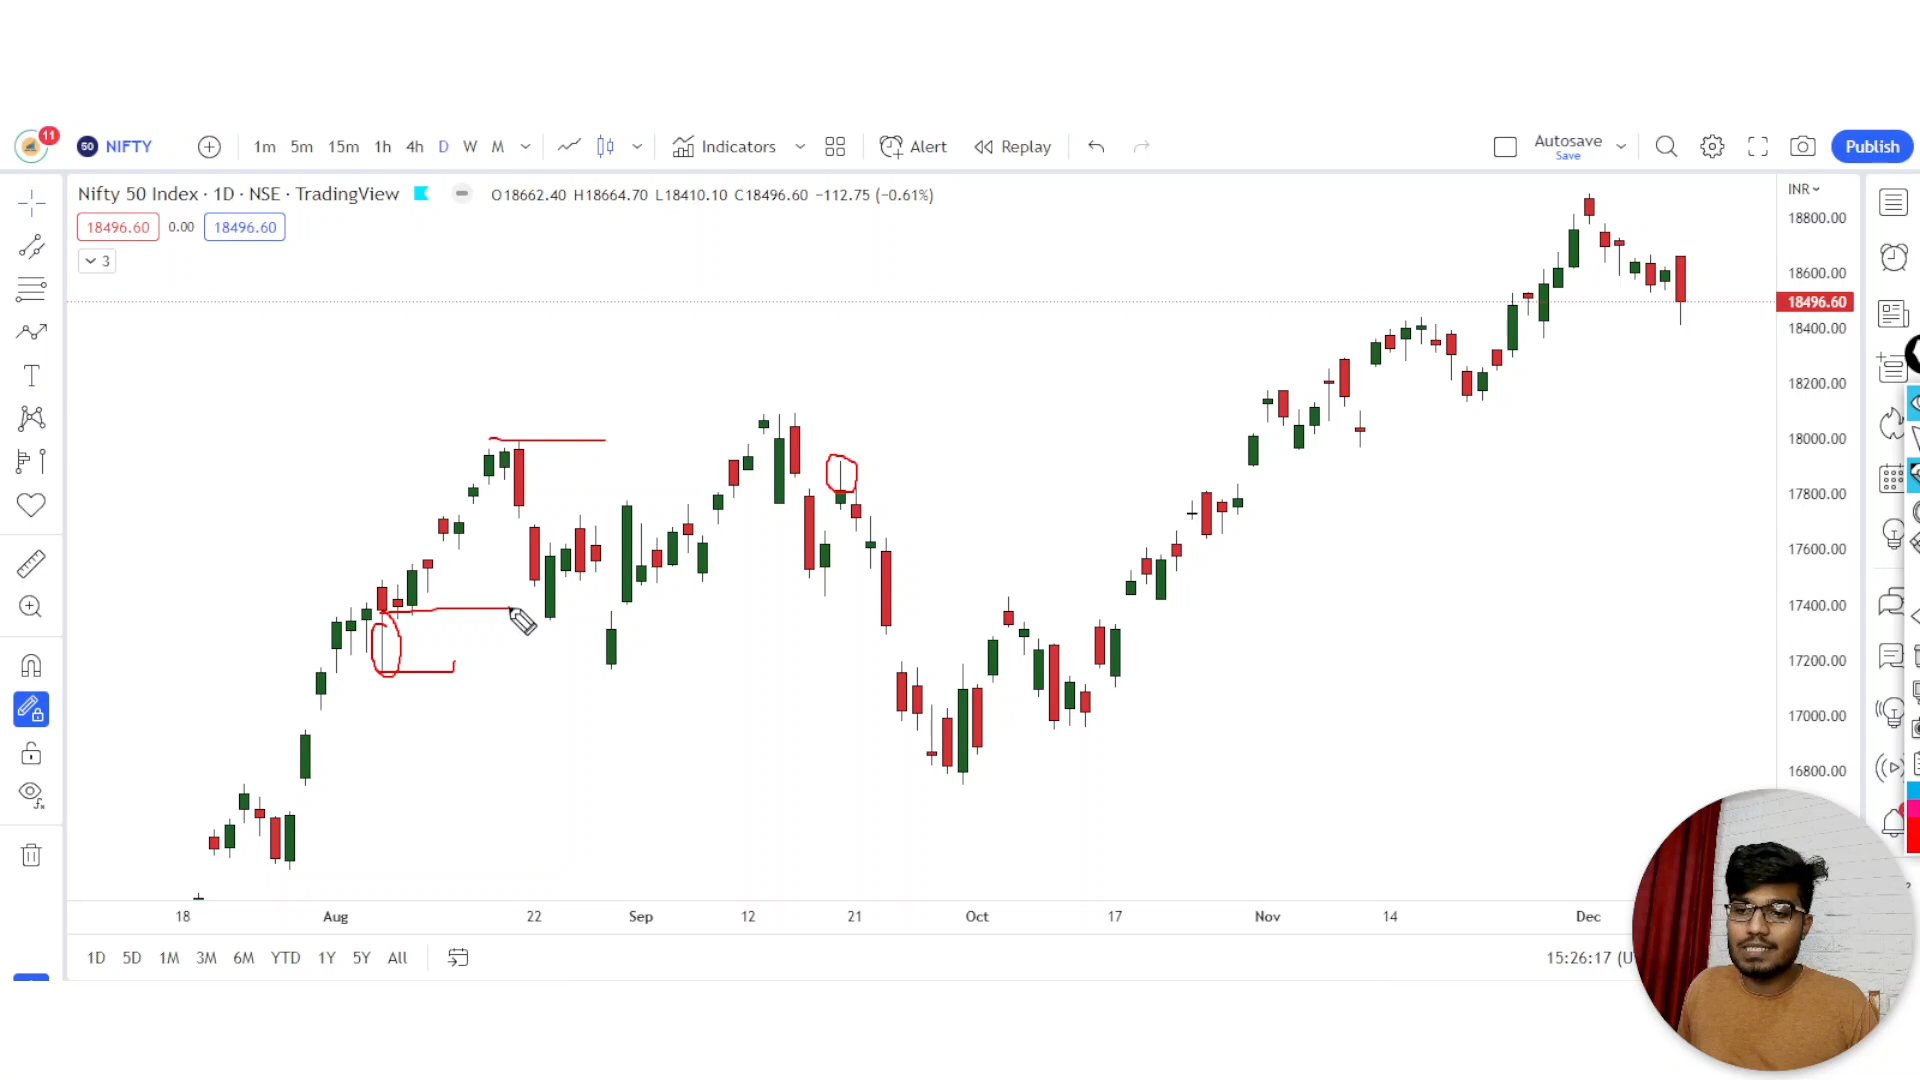 11
50 NIFTY
1m 5m 15m 1h 4h D W M
Indicators
Alert
Replay
Autosave
Save
Publish
Nifty 50 Index · 1D · NSE · TradingView
O18662.40 H18664.70 L18410.10 C18496.60 −112.75 (−0.61%)
INR
18496.60 0.00 18496.60
3
18800.00
18600.00
18496.60
18400.00
18200.00
18000.00
17800.00
17600.00
17400.00
17200.00
17000.00
16800.00
18 Aug 22 Sep 12 21 Oct 17 Nov 14 Dec
1D 5D 1M 3M 6M YTD 1Y 5Y All
15:26:17 (U